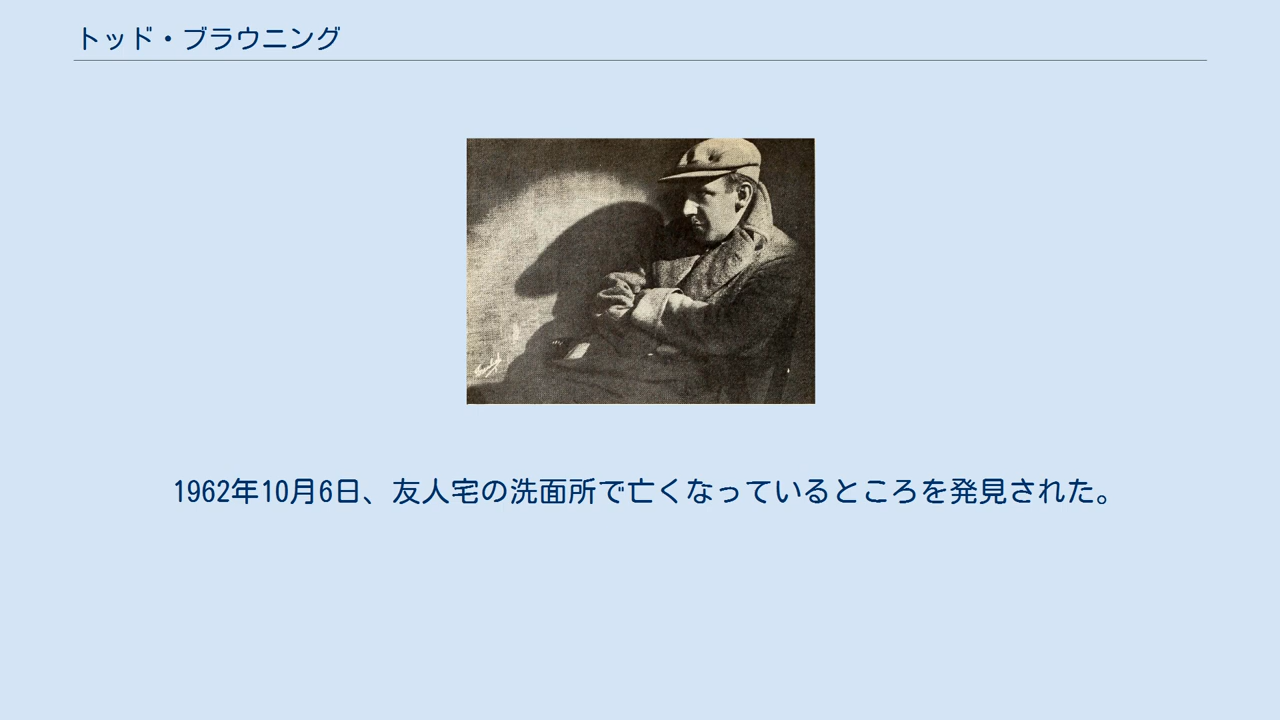 トッド・ブラウニング
1962年10月6日、友人宅の洗面所で亡くなっているところを発見された。